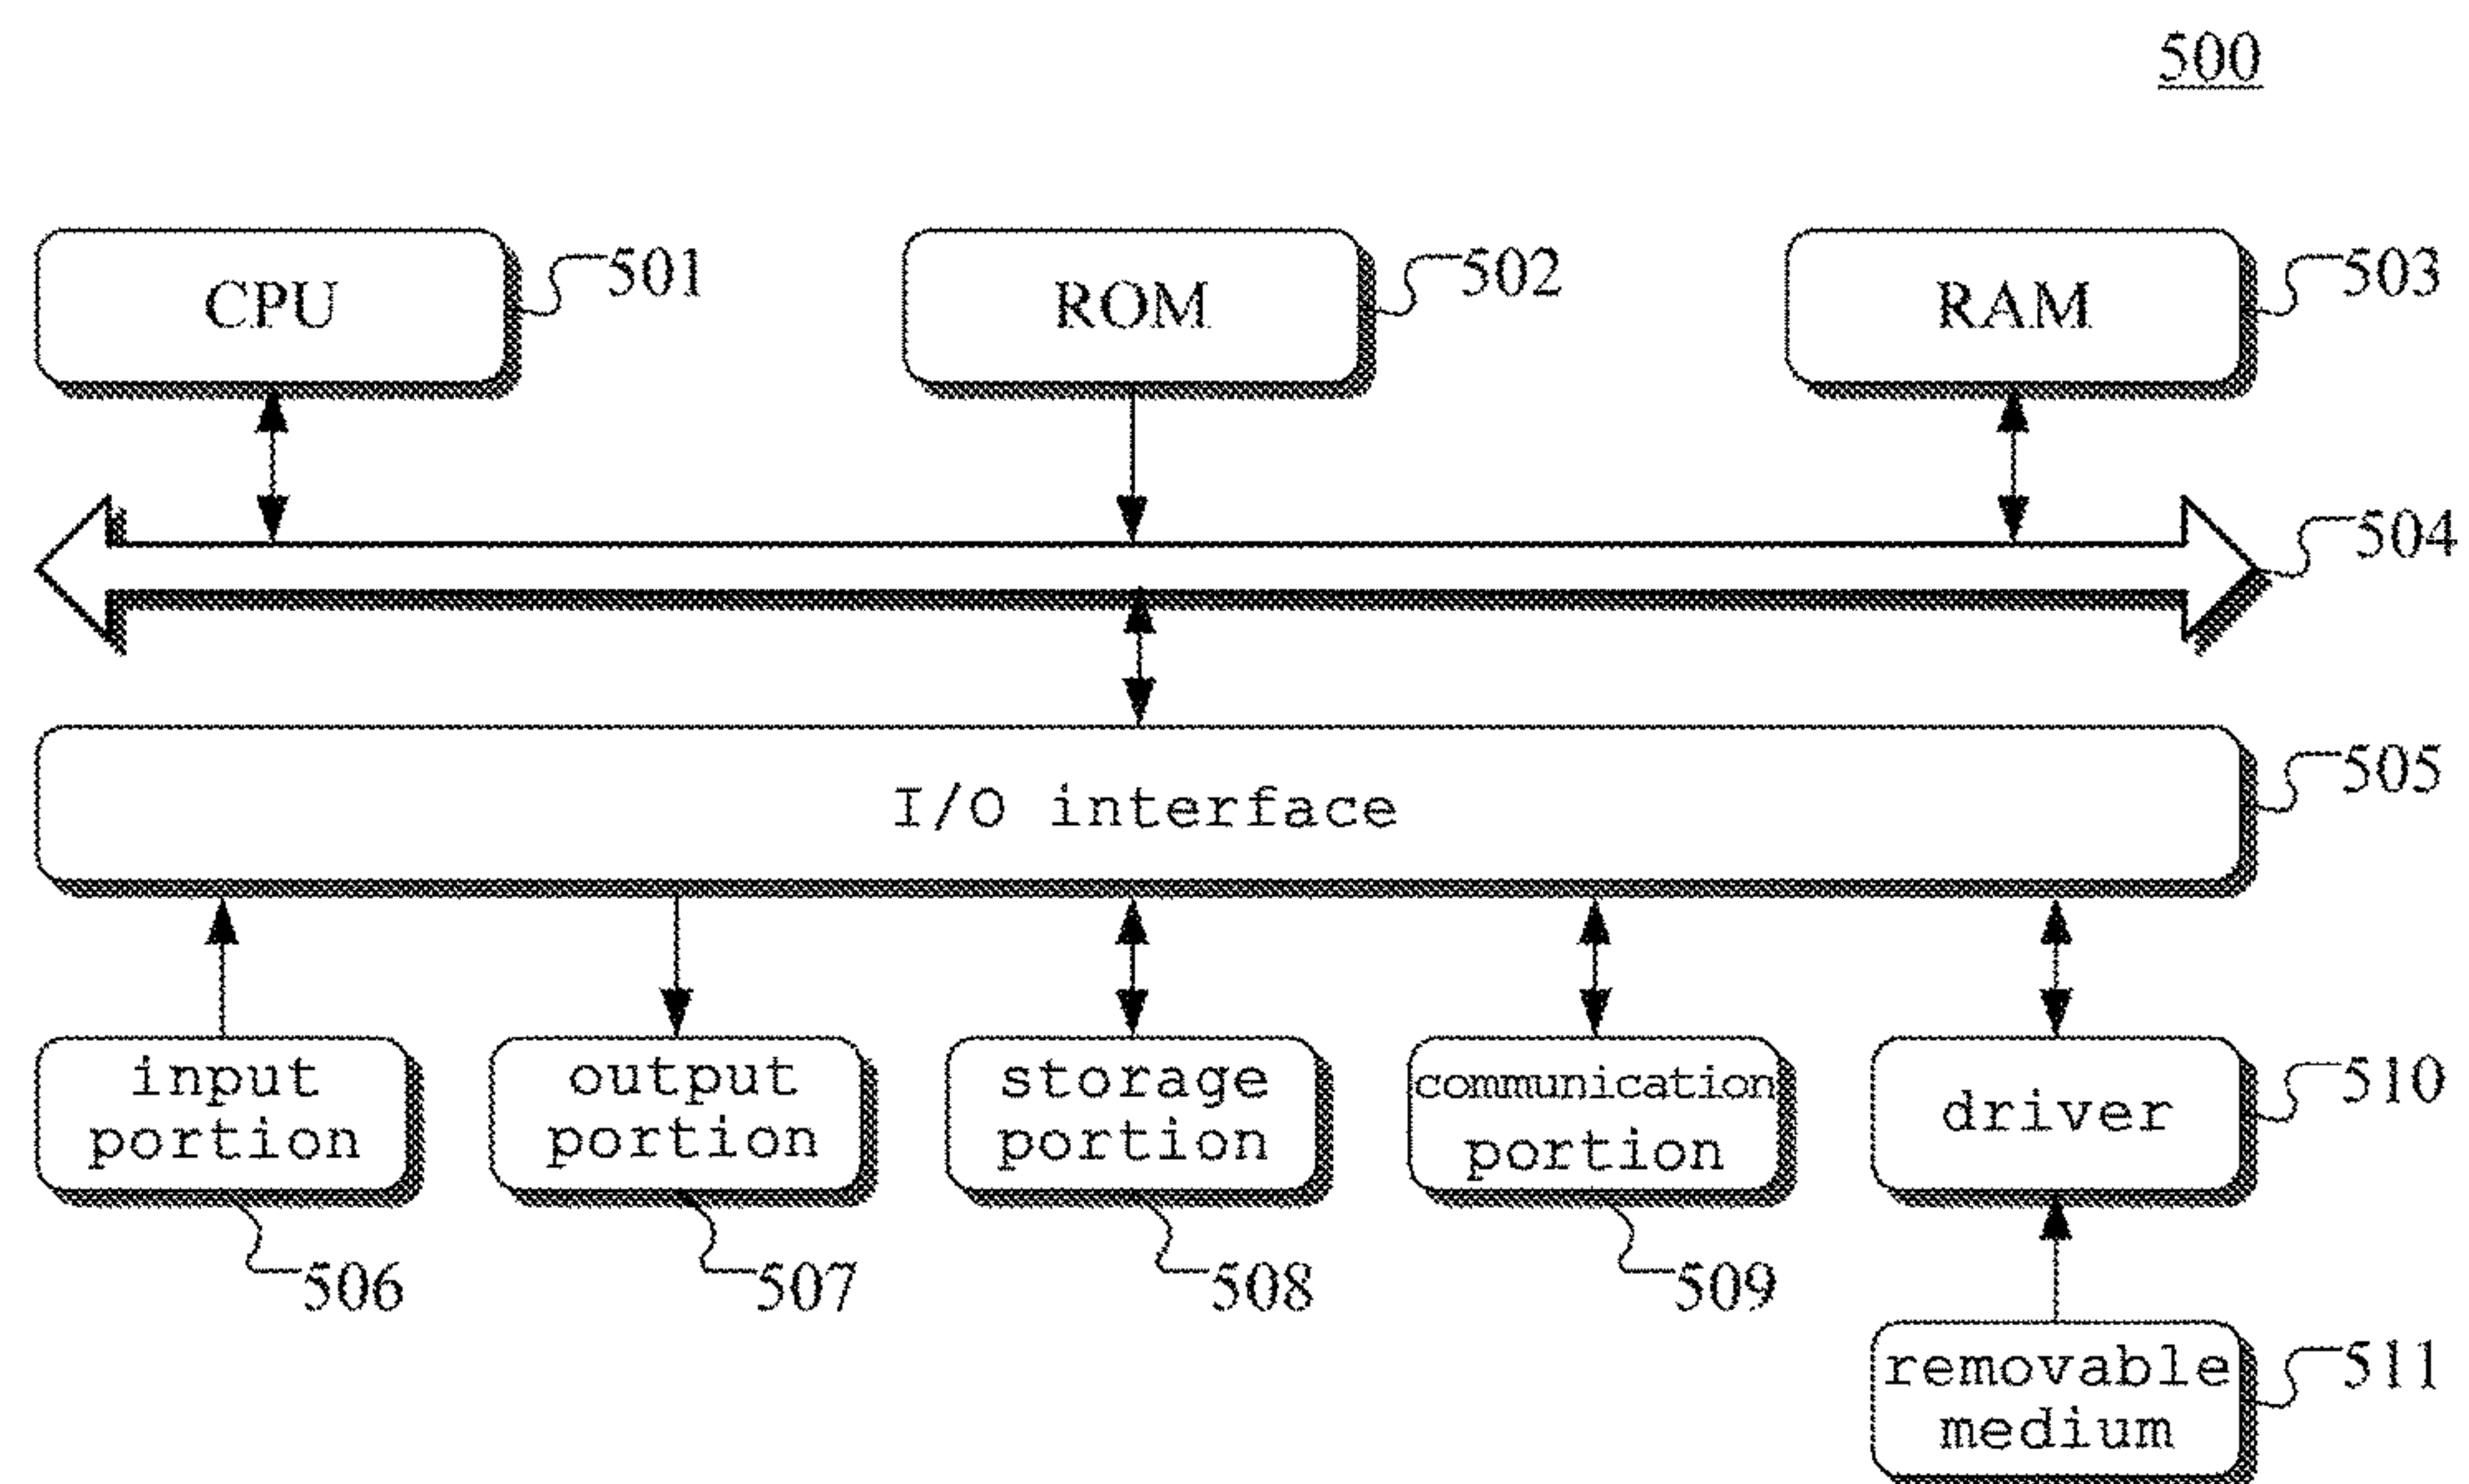 500
CPU
501
ROM
502
RAM
503
504
I/O interface
505
input
portion
506
output
portion
507
storage
portion
508
communication
portion
509
driver
510
removable
medium
511